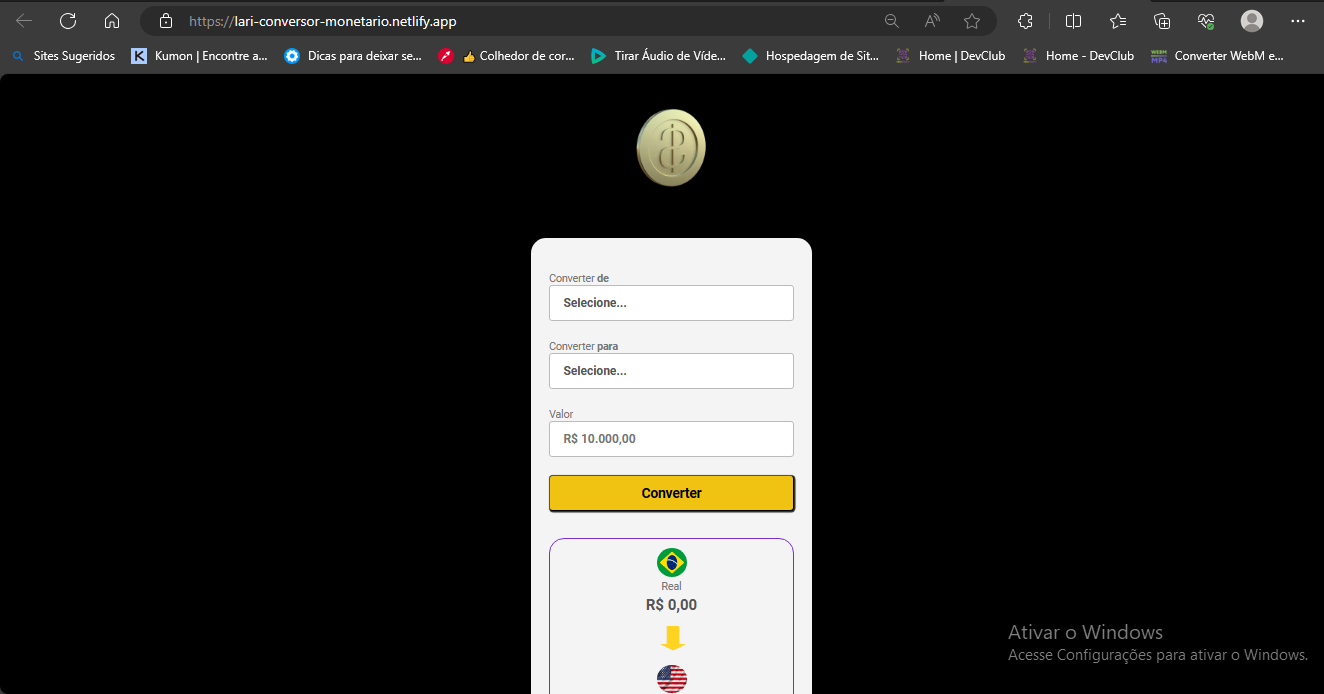 https://lari-conversor-monetario.netlify.app
Sites Sugeridos
Kumon | Encontre a...
Dicas para deixar se...
👍 Colhedor de cor...
Tirar Áudio de Víde...
Hospedagem de Sit...
Home | DevClub
Home - DevClub
Converter WebM e...
Converter de
Selecione...
Converter para
Selecione...
Valor
R$ 10.000,00
Converter
Real
R$ 0,00
Ativar o Windows
Acesse Configurações para ativar o Windows.